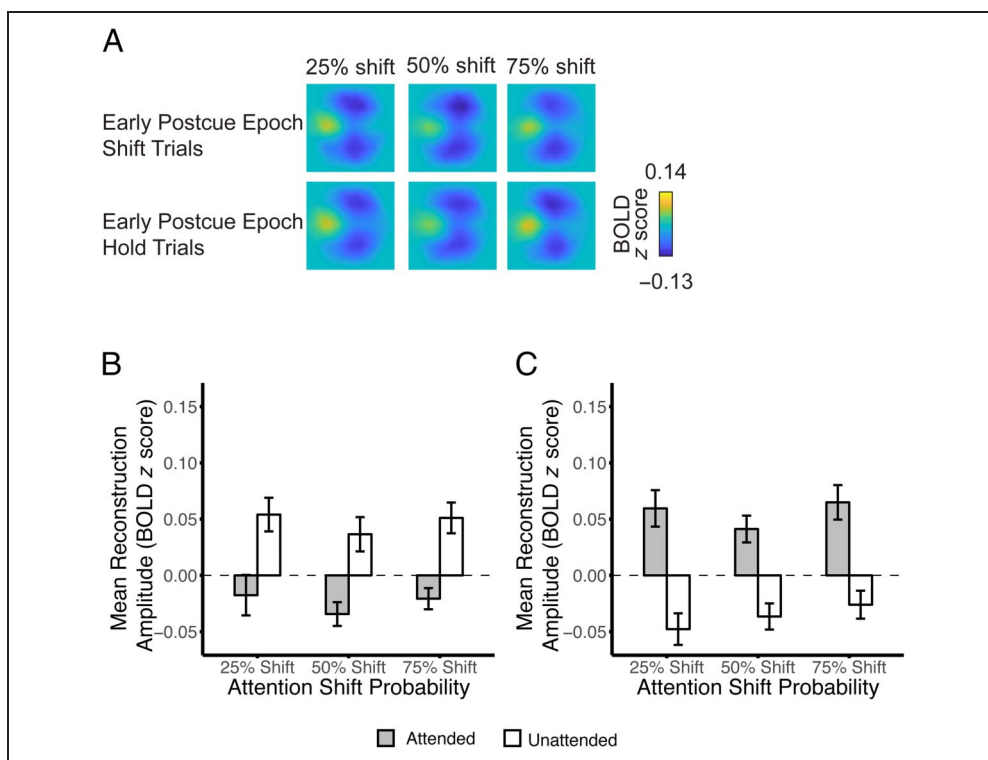 A
25% shift 50% shift 75% shift
Early Postcue Epoch
Shift Trials
Early Postcue Epoch
Hold Trials
0.14
BOLD
z score
−0.13
B
Mean Reconstruction
Amplitude (BOLD z score)
0.15
0.10
0.05
0.00
−0.05
25% Shift 50% Shift 75% Shift
Attention Shift Probability
C
Mean Reconstruction
Amplitude (BOLD z score)
0.15
0.10
0.05
0.00
−0.05
25% Shift 50% Shift 75% Shift
Attention Shift Probability
Attended Unattended